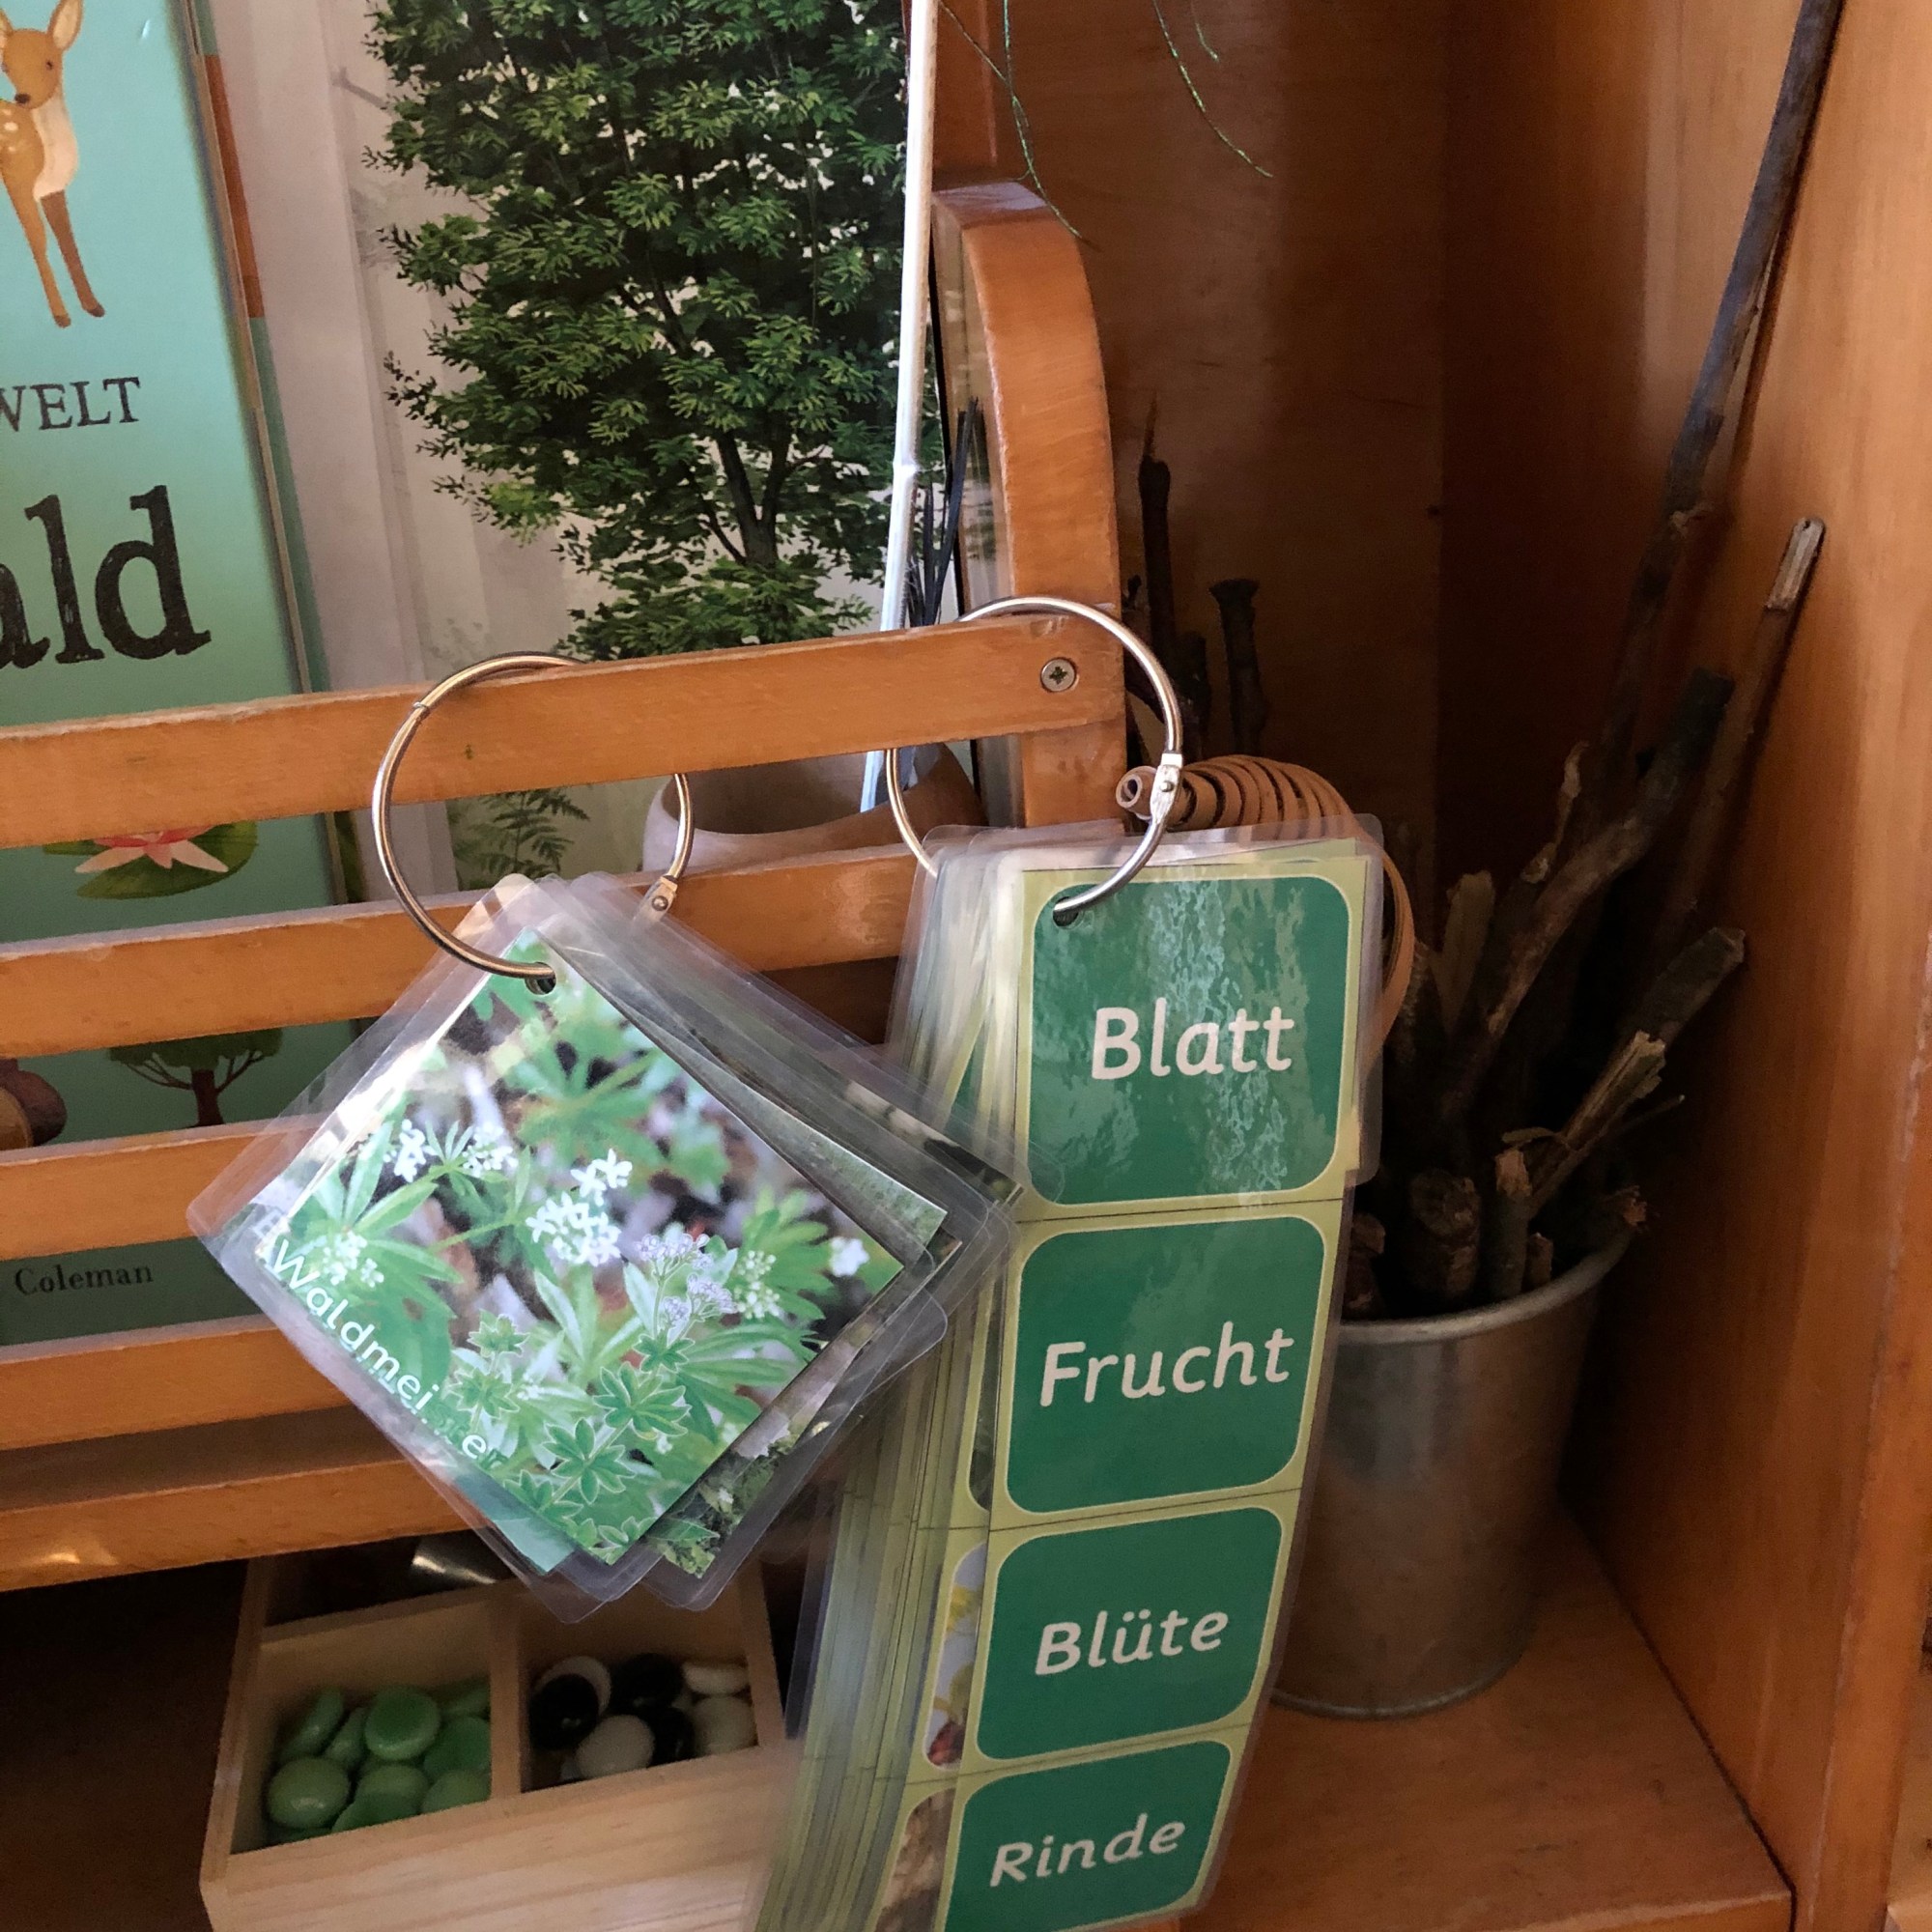 WELT
ald
Coleman
Waldmeister
Blatt
Frucht
Blüte
Rinde